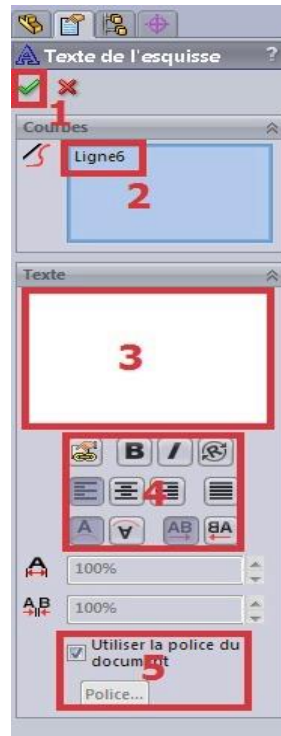 Texte de l'esquisse ?
1
Courbes
Ligne6
2
Texte
3
B I
4
A A AB AB
A 100%
A B 100%
Utiliser la police du
document
5
Police...